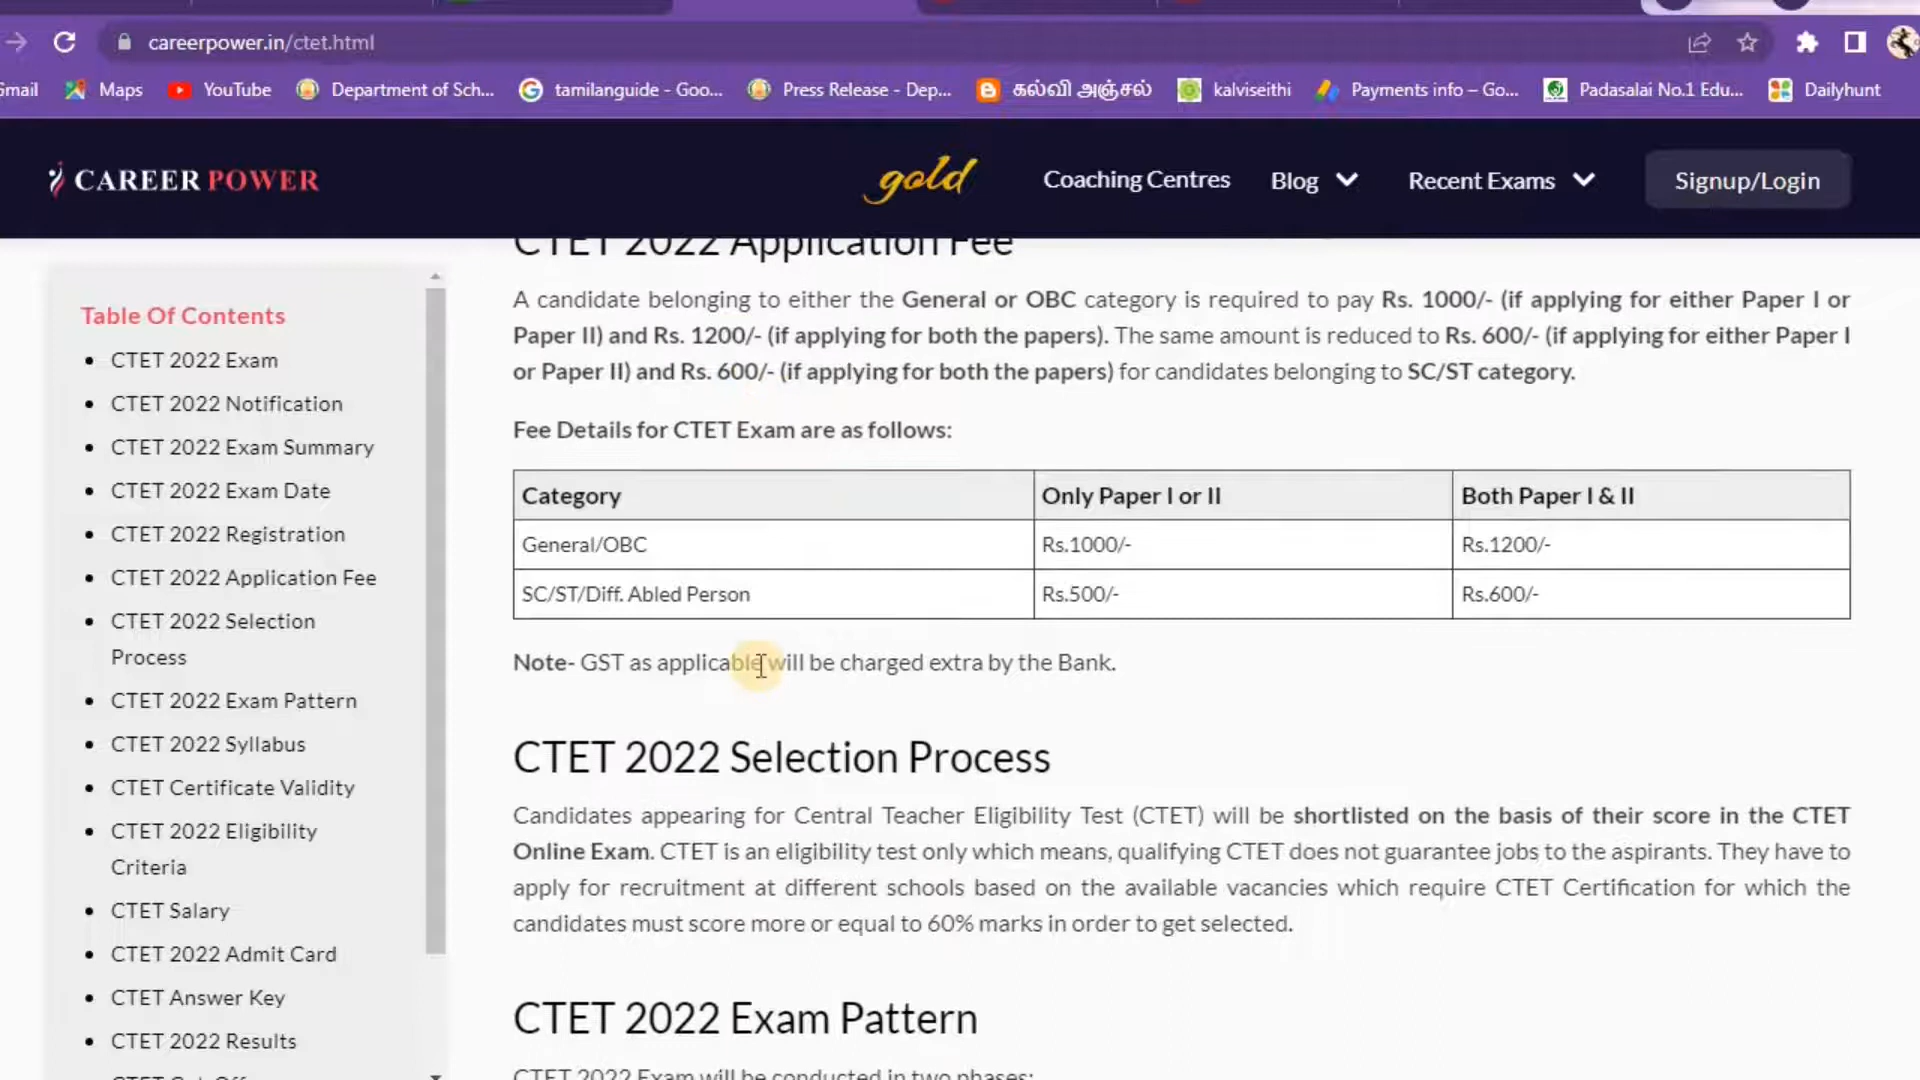 careerpower.in/ctet.html
Gmail Maps YouTube Department of Sch... tamilanguide - Goo... Press Release - Dep... கல்வி அஞ்சல் kalviseithi Payments info – Go... Padasalai No.1 Edu... Dailyhunt
CAREER POWER gold Coaching Centres Blog Recent Exams Signup/Login
Table Of Contents
CTET 2022 Exam
CTET 2022 Notification
CTET 2022 Exam Summary
CTET 2022 Exam Date
CTET 2022 Registration
CTET 2022 Application Fee
CTET 2022 Selection
Process
CTET 2022 Exam Pattern
CTET 2022 Syllabus
CTET Certificate Validity
CTET 2022 Eligibility
Criteria
CTET Salary
CTET 2022 Admit Card
CTET Answer Key
CTET 2022 Results
CTET 2022 Application Fee
A candidate belonging to either the General or OBC category is required to pay Rs. 1000/- (if applying for either Paper I or
Paper II) and Rs. 1200/- (if applying for both the papers). The same amount is reduced to Rs. 600/- (if applying for either Paper I
or Paper II) and Rs. 600/- (if applying for both the papers) for candidates belonging to SC/ST category.
Fee Details for CTET Exam are as follows:
Category Only Paper I or II Both Paper I & II
General/OBC Rs.1000/- Rs.1200/-
SC/ST/Diff. Abled Person Rs.500/- Rs.600/-
Note- GST as applicable will be charged extra by the Bank.
CTET 2022 Selection Process
Candidates appearing for Central Teacher Eligibility Test (CTET) will be shortlisted on the basis of their score in the CTET
Online Exam. CTET is an eligibility test only which means, qualifying CTET does not guarantee jobs to the aspirants. They have to
apply for recruitment at different schools based on the available vacancies which require CTET Certification for which the
candidates must score more or equal to 60% marks in order to get selected.
CTET 2022 Exam Pattern
CTET 2022 Exam will be conducted in two phases: